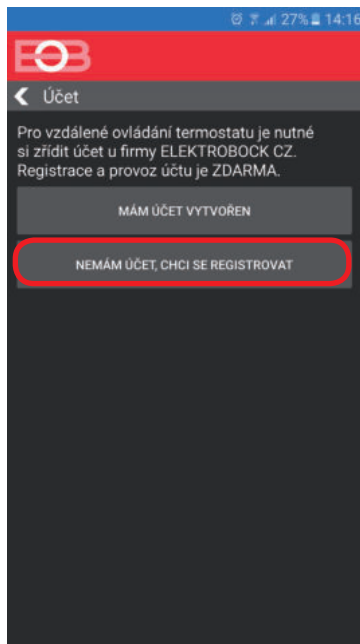 27% 14:16
EOB
Účet
Pro vzdálené ovládání termostatu je nutné
si zřídit účet u firmy ELEKTROBOCK CZ.
Registrace a provoz účtu je ZDARMA.
MÁM ÚČET VYTVOŘEN
NEMÁM ÚČET, CHCI SE REGISTROVAT